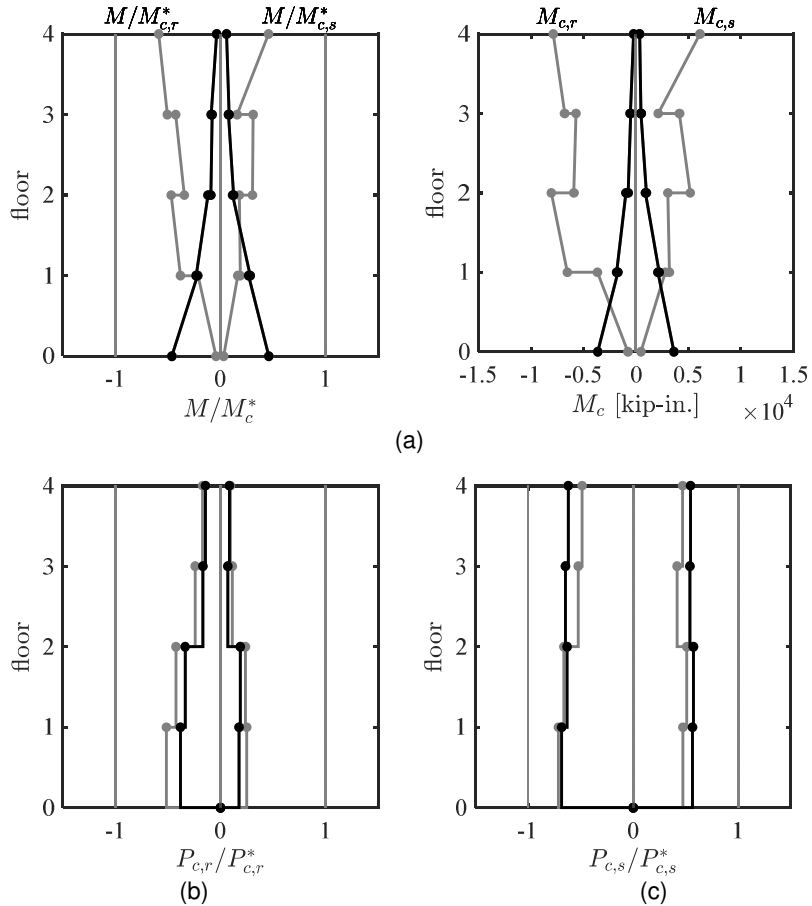 M/M*c,r M/M*c,s
4
3
2
1
0
floor
-1 0 1
M/M*c
Mc,r Mc,s
4
3
2
1
0
floor
-1.5 -1 -0.5 0 0.5 1 1.5
Mc [kip-in.] ×10^4
(a)
4
3
2
1
0
floor
-1 0 1
Pc,r/P*c,r
(b)
4
3
2
1
0
floor
-1 0 1
Pc,s/P*c,s
(c)